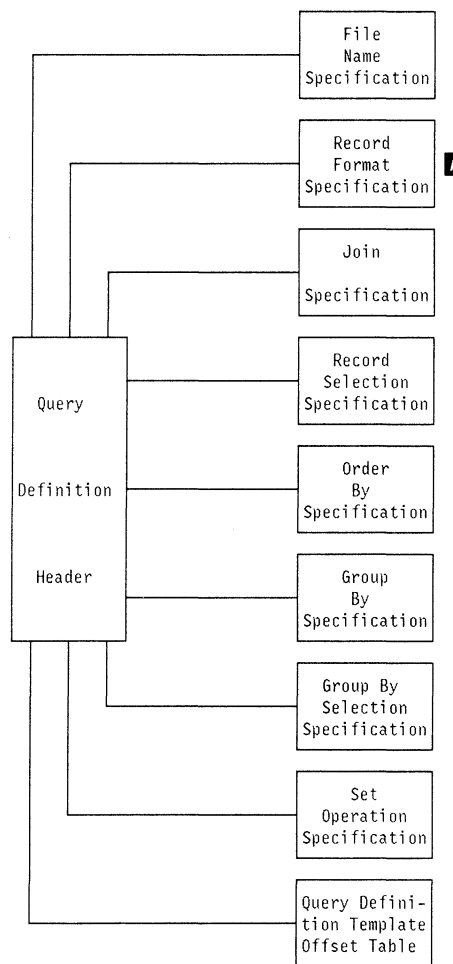 File
Name
Specification
Record
Format
Specification
Join
Specification
Record
Selection
Specification
Query
Definition
Header
Order
By
Specification
Group
By
Specification
Group By
Selection
Specification
Set
Operation
Specification
Query Defini-
tion Template
Offset Table